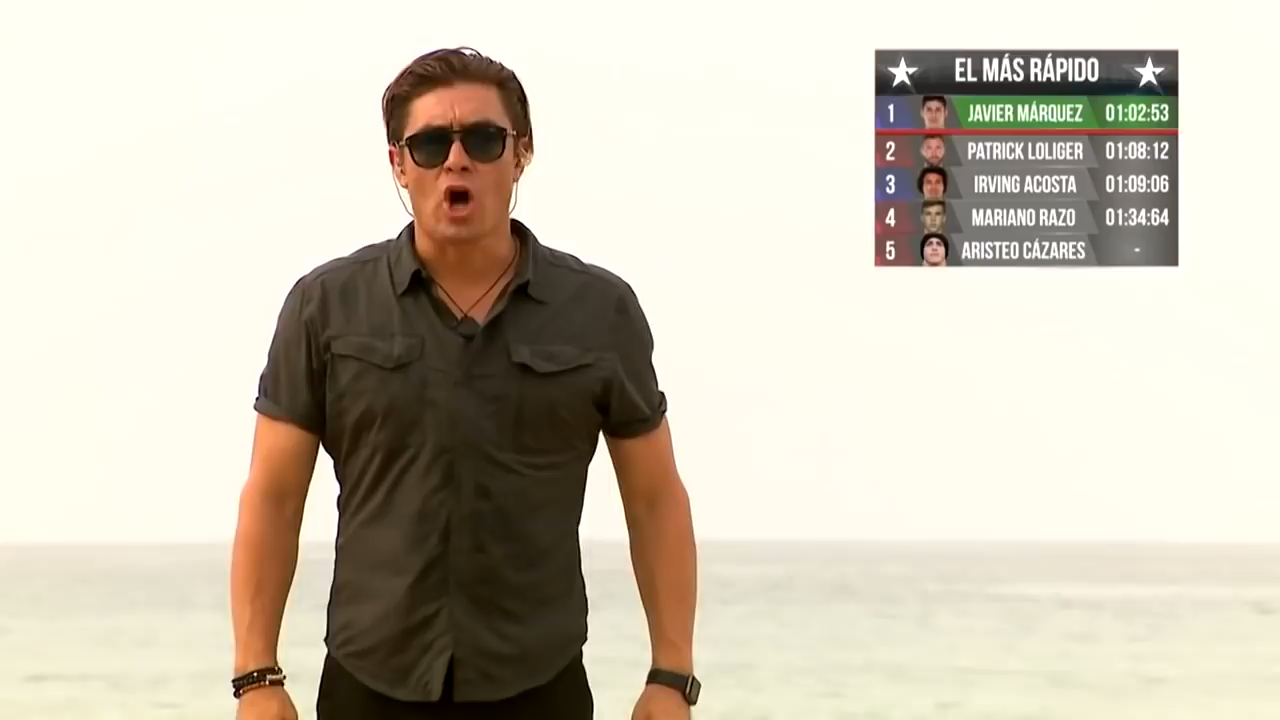 EL MÁS RÁPIDO
1 JAVIER MÁRQUEZ 01:02:53
2 PATRICK LOLIGER 01:08:12
3 IRVING ACOSTA 01:09:06
4 MARIANO RAZO 01:34:64
5 ARISTEO CÁZARES -